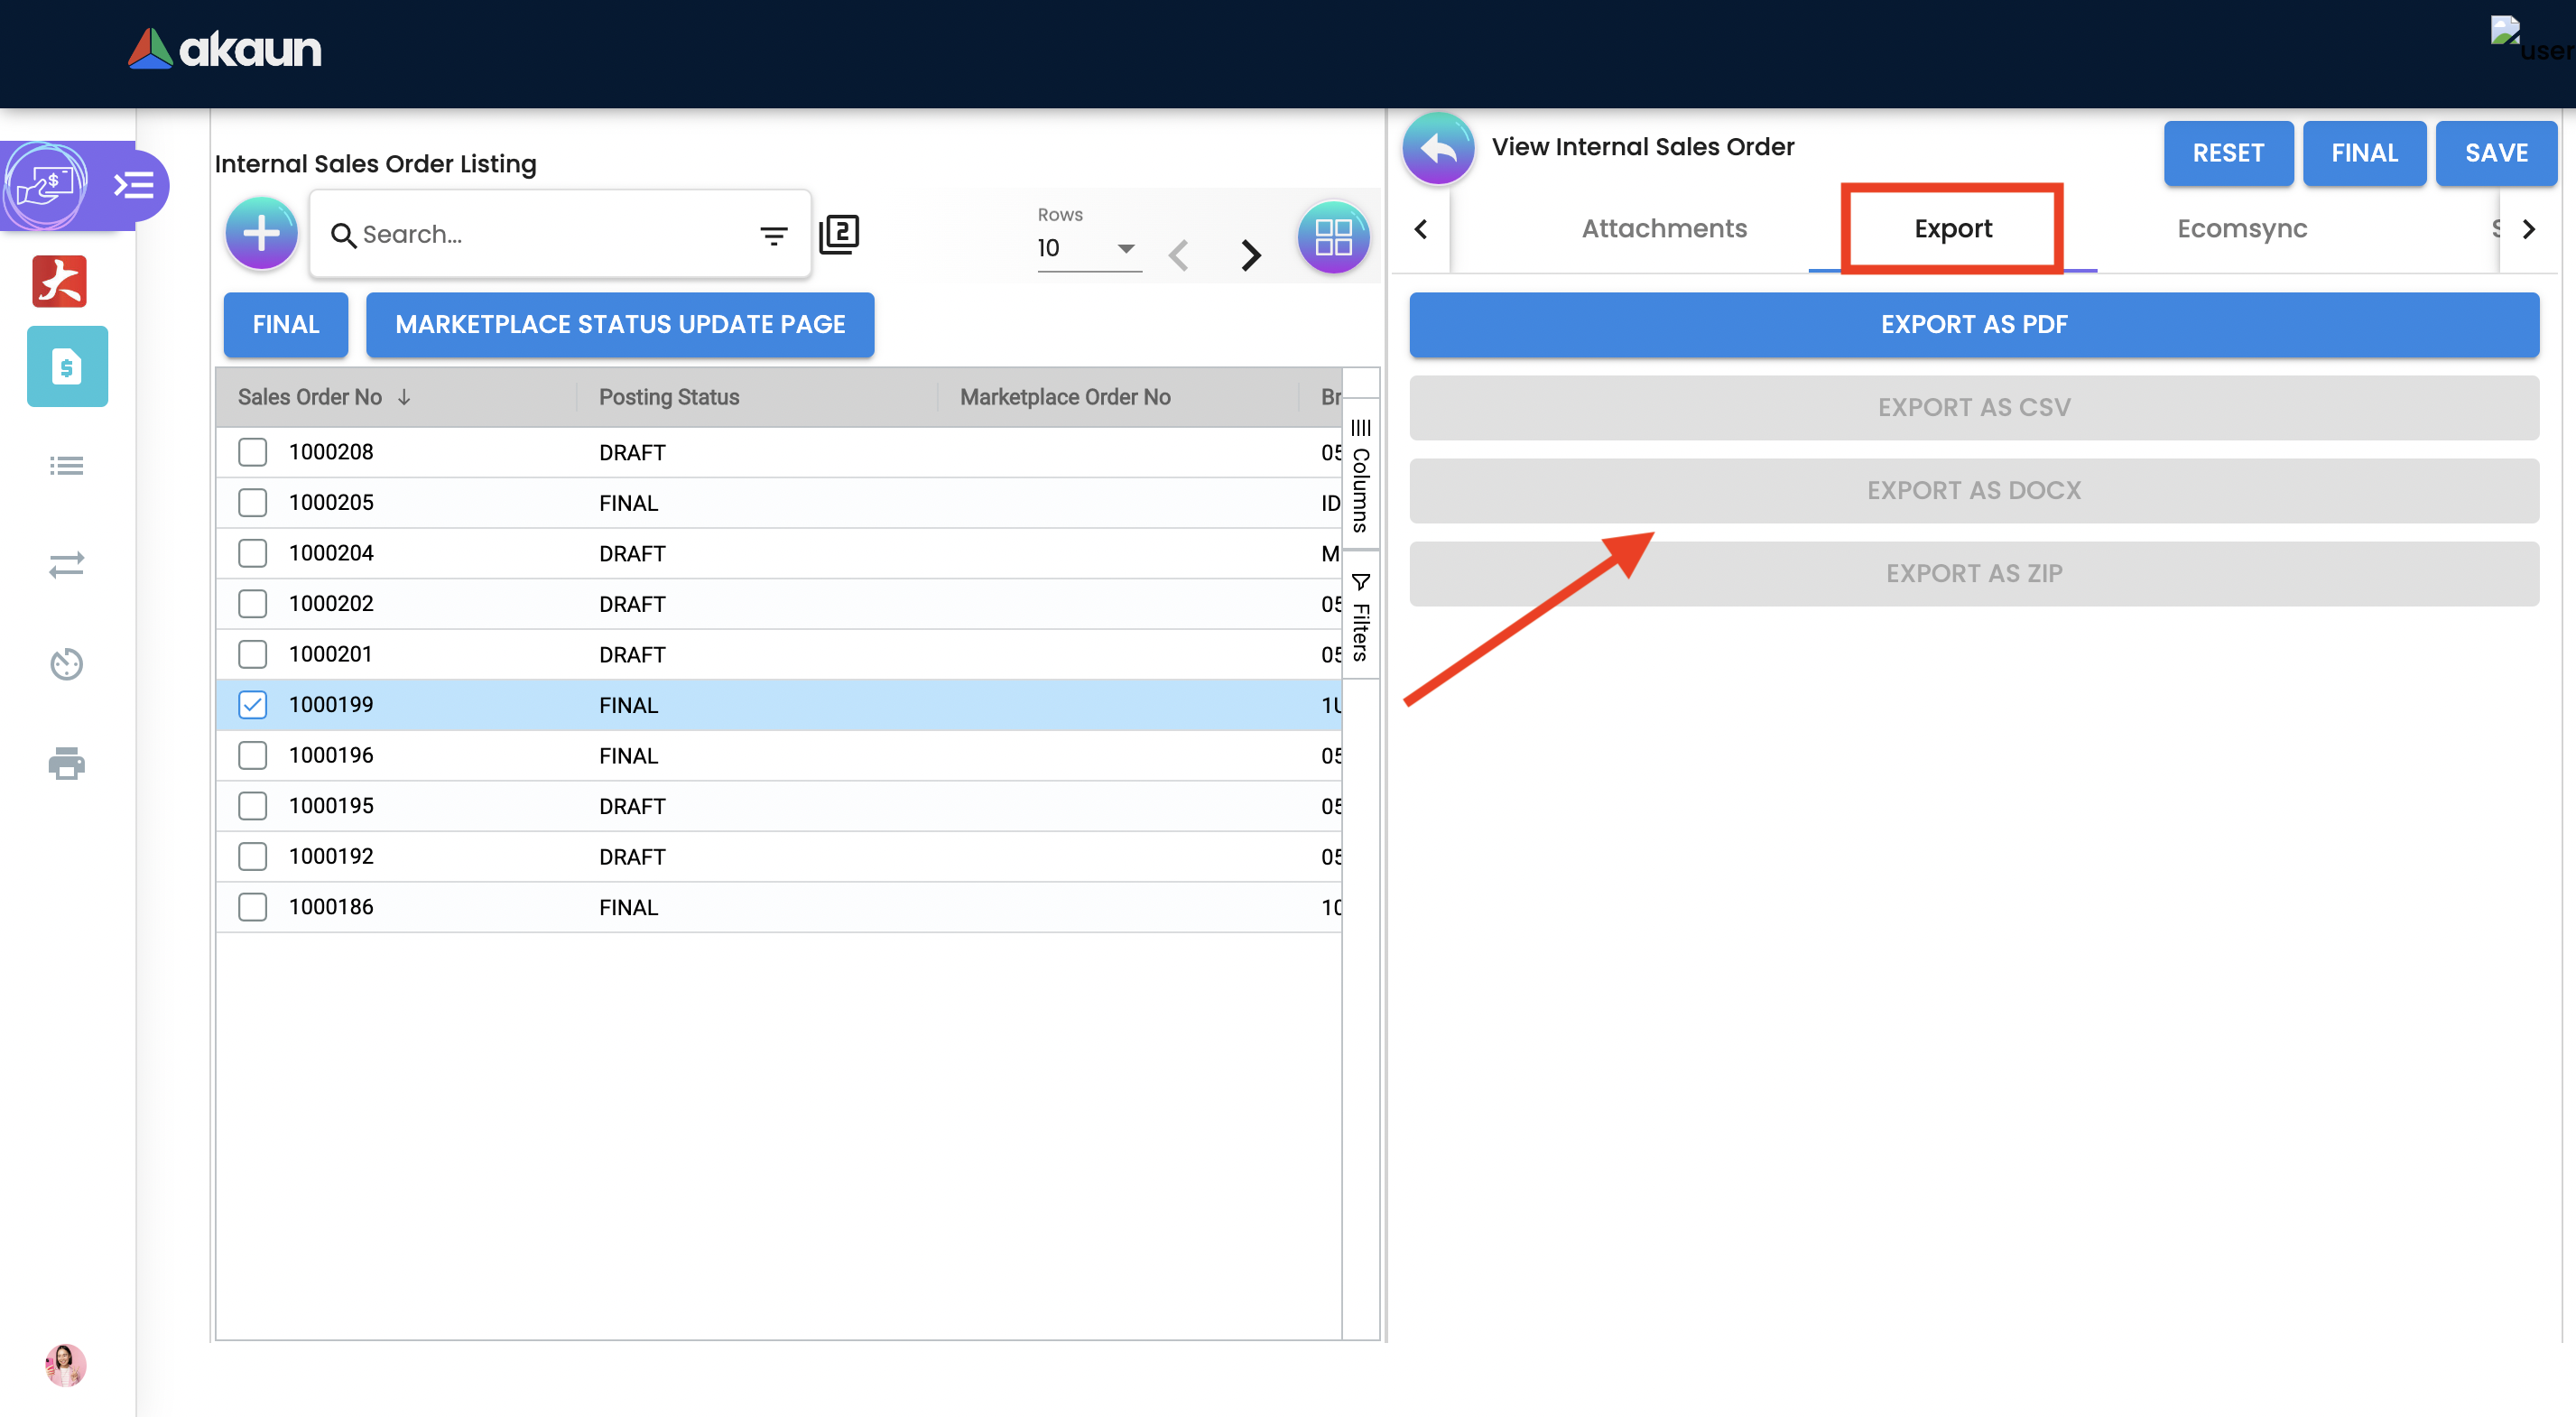 akaun
user
Internal Sales Order Listing
Search...
2
Rows
10
FINAL
MARKETPLACE STATUS UPDATE PAGE
Sales Order No
Posting Status
Marketplace Order No
Br
1000208 DRAFT 05
1000205 FINAL ID
1000204 DRAFT M
1000202 DRAFT 05
1000201 DRAFT 05
1000199 FINAL 1U
1000196 FINAL 05
1000195 DRAFT 05
1000192 DRAFT 05
1000186 FINAL 10
Columns
Filters
View Internal Sales Order
RESET
FINAL
SAVE
Attachments
Export
Ecomsync
EXPORT AS PDF
EXPORT AS CSV
EXPORT AS DOCX
EXPORT AS ZIP